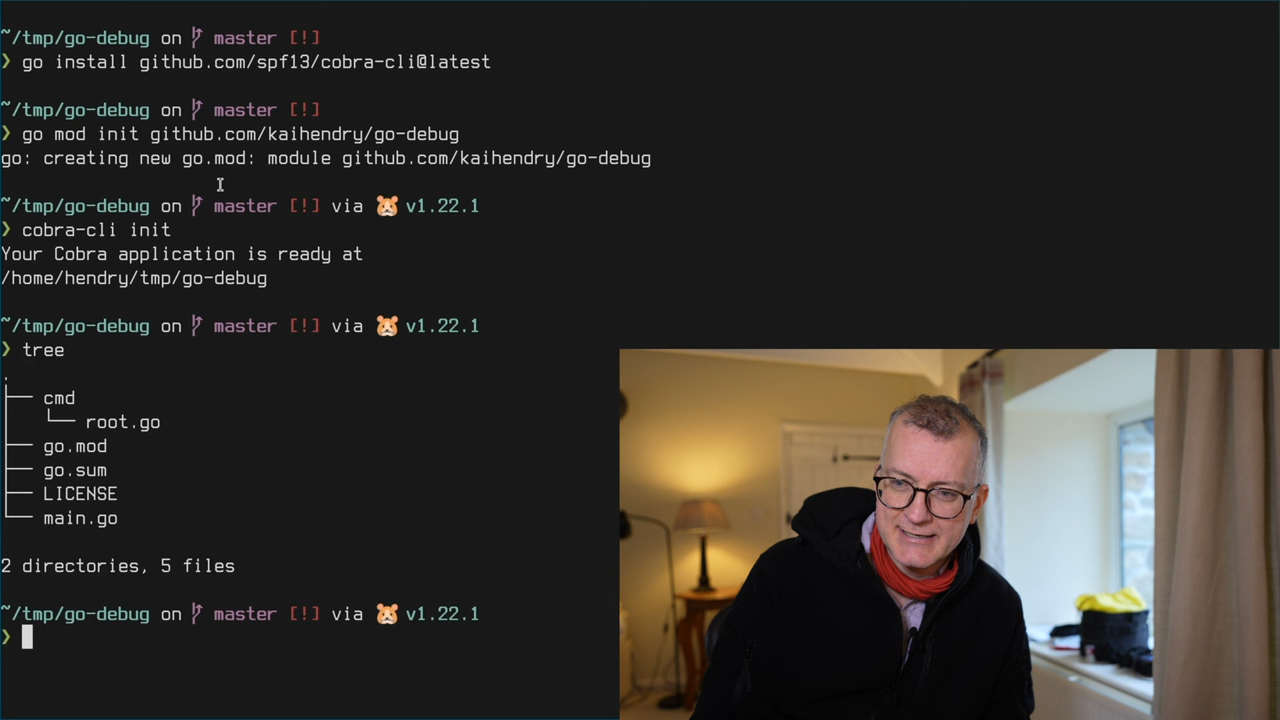 ~/tmp/go-debug on master [!]
❯ go install github.com/spf13/cobra-cli@latest
~/tmp/go-debug on master [!]
❯ go mod init github.com/kaihendry/go-debug
go: creating new go.mod: module github.com/kaihendry/go-debug
~/tmp/go-debug on master [!] via 🐹 v1.22.1
❯ cobra-cli init
Your Cobra application is ready at
/home/hendry/tmp/go-debug
~/tmp/go-debug on master [!] via 🐹 v1.22.1
❯ tree
.
├── cmd
│   └── root.go
├── go.mod
├── go.sum
├── LICENSE
└── main.go
2 directories, 5 files
~/tmp/go-debug on master [!] via 🐹 v1.22.1
❯